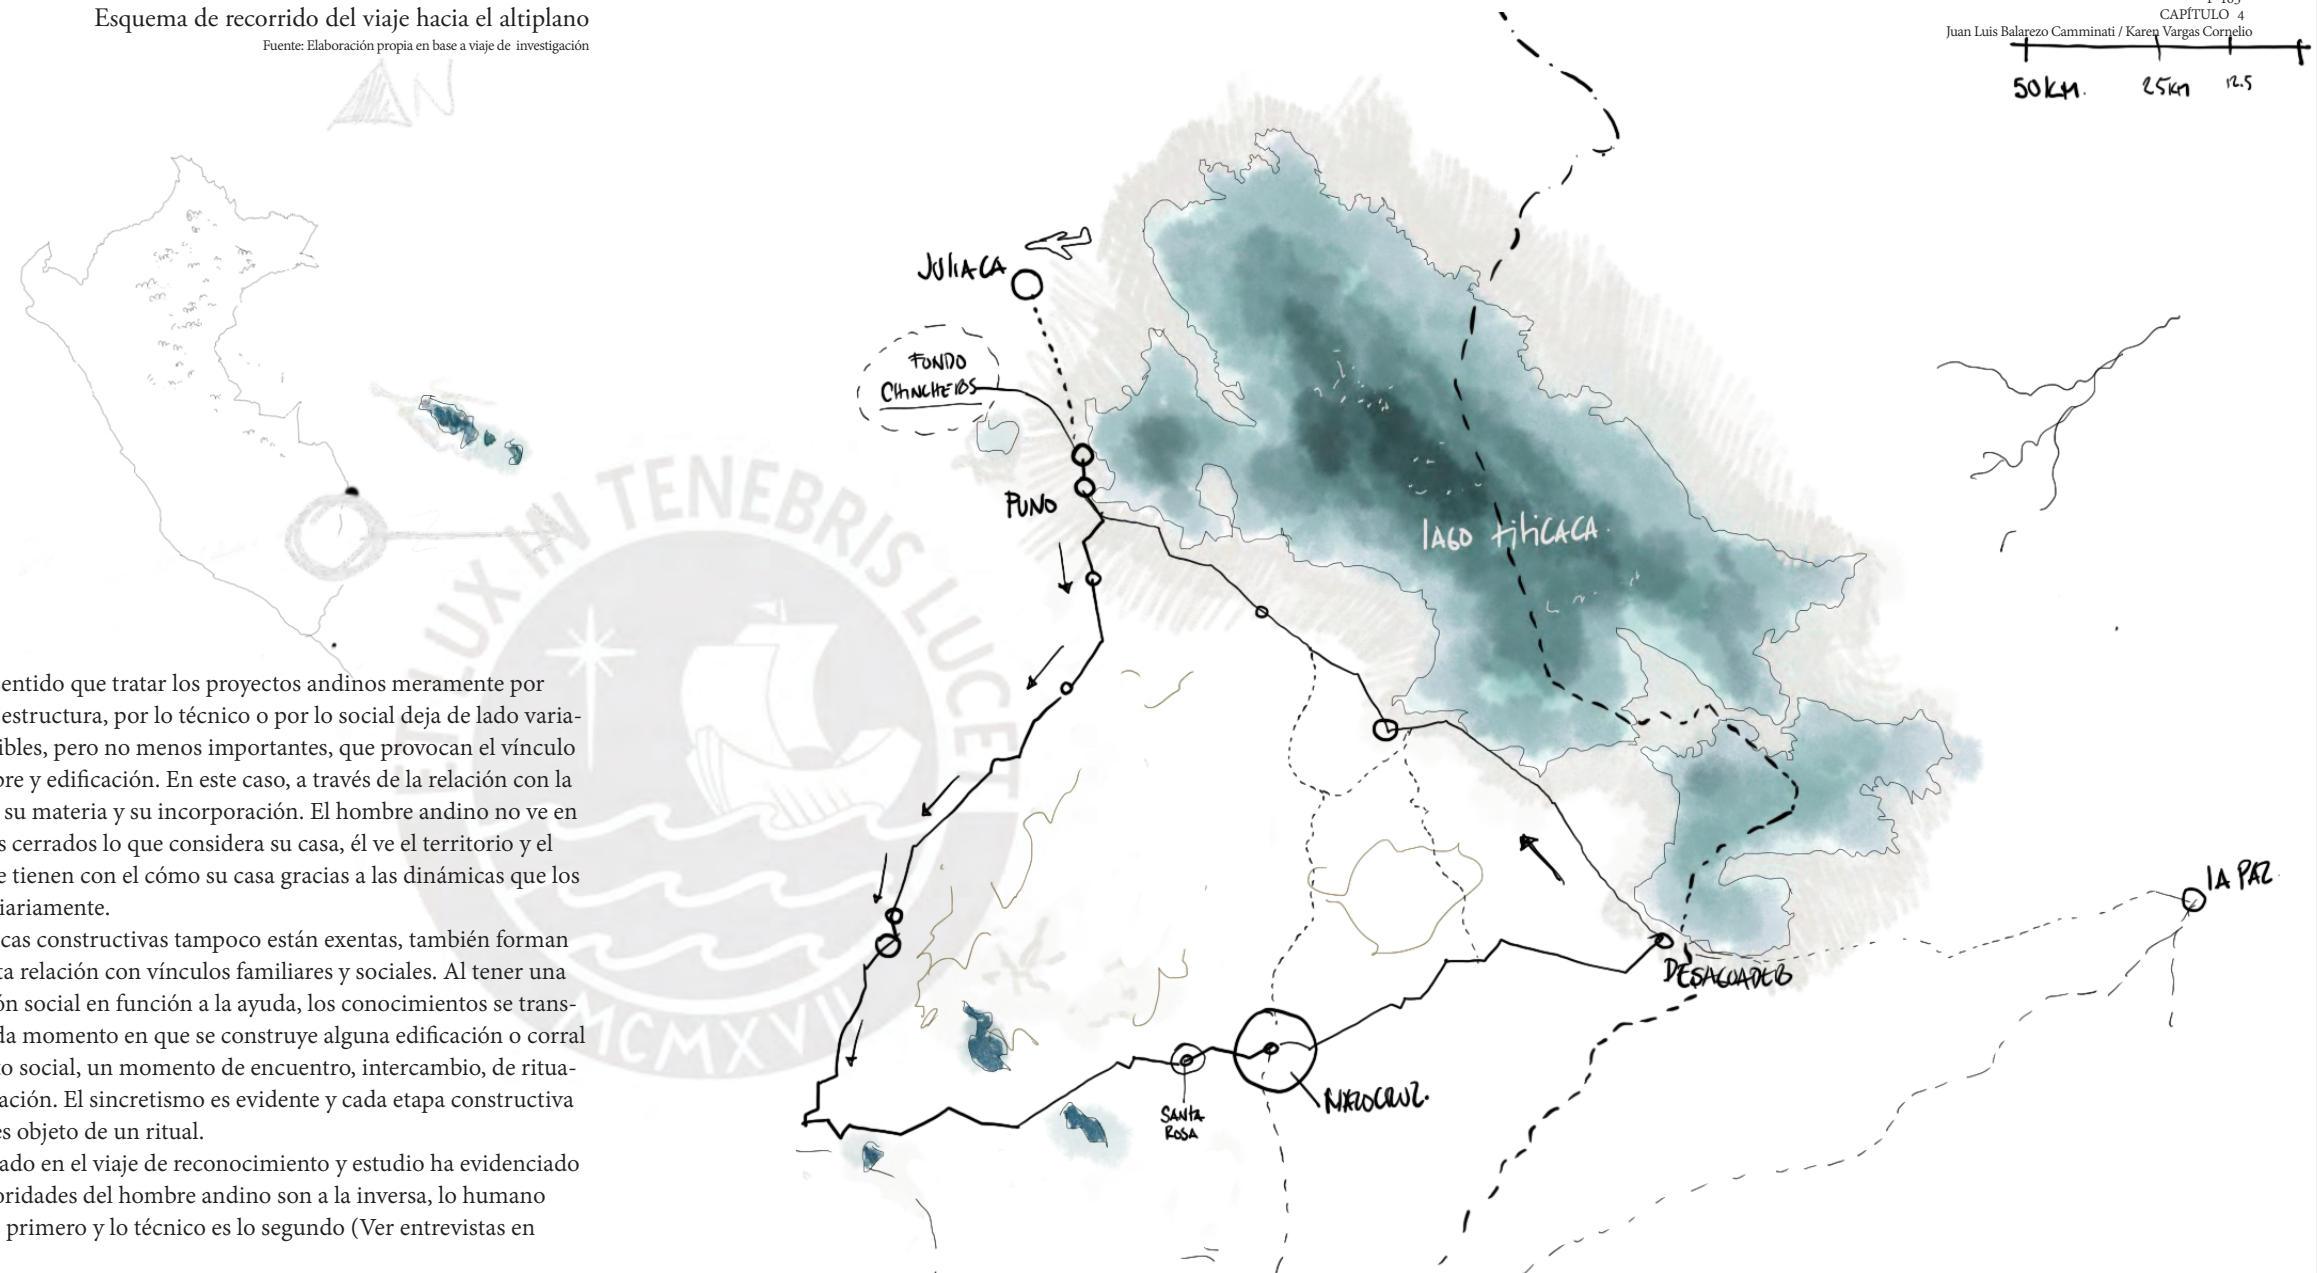 Esquema de recorrido del viaje hacia el altiplano
Fuente: Elaboración propia en base a viaje de investigación
CAPÍTULO 4
Juan Luis Balarezo Camminati / Karen Vargas Cornelio
50KM. 25KM 12.5
N
JULIACA
FONDO
CHINCHEROS
PUNO
lAGO titiCACA.
lA PAZ
DESAGUADERO
MAZOCRUZ.
SANTA
ROSA
ET LUX IN TENEBRIS LUCET
MCMXVII
entido que tratar los proyectos andinos meramente por
estructura, por lo técnico o por lo social deja de lado varia-
ibles, pero no menos importantes, que provocan el vínculo
bre y edificación. En este caso, a través de la relación con la
su materia y su incorporación. El hombre andino no ve en
s cerrados lo que considera su casa, él ve el territorio y el
e tienen con el cómo su casa gracias a las dinámicas que los
iariamente.
cas constructivas tampoco están exentas, también forman
ta relación con vínculos familiares y sociales. Al tener una
ón social en función a la ayuda, los conocimientos se trans-
da momento en que se construye alguna edificación o corral
o social, un momento de encuentro, intercambio, de ritua-
ación. El sincretismo es evidente y cada etapa constructiva
es objeto de un ritual.
ado en el viaje de reconocimiento y estudio ha evidenciado
oridades del hombre andino son a la inversa, lo humano
primero y lo técnico es lo segundo (Ver entrevistas en